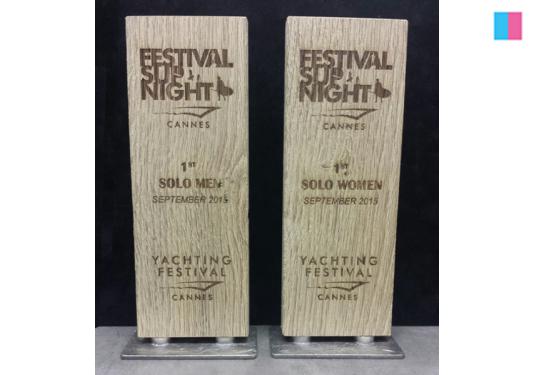 FESTIVAL
SUP
NIGHT
CANNES
1ST
SOLO MEN
SEPTEMBER 2015
YACHTING
FESTIVAL
CANNES
FESTIVAL
SUP
NIGHT
CANNES
1ST
SOLO WOMEN
SEPTEMBER 2015
YACHTING
FESTIVAL
CANNES